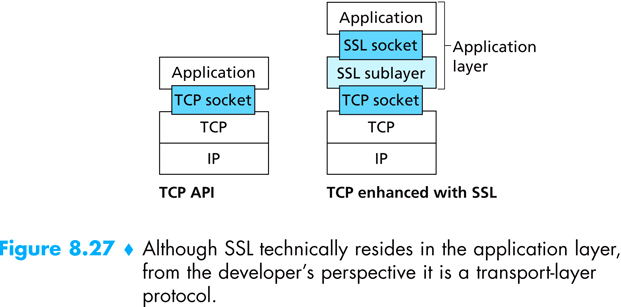 Application
TCP socket
TCP
IP
TCP API
Application
SSL socket
SSL sublayer
TCP socket
TCP
IP
TCP enhanced with SSL
Application
layer
Figure 8.27 ♦ Although SSL technically resides in the application layer,
from the developer’s perspective it is a transport-layer
protocol.